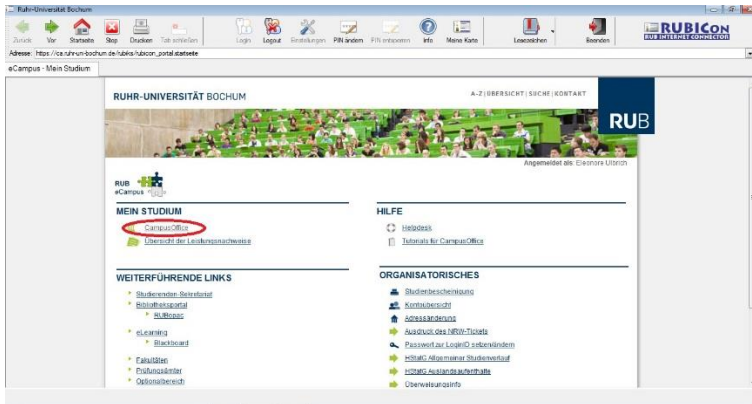 Ruhr-Universität Bochum
Zurück Vor Startseite Stop Drucken Tab schließen Login Logout Einstellungen PIN ändern PIN entsperren Info Meine Karte Lesezeichen Beenden
RUBICON
RUB INTERNET CONNECTOR
Adresse: https://ca.ruhr-uni-bochum.de/rubiks/rubicon_portal.startseite
eCampus - Mein Studium
RUHR-UNIVERSITÄT BOCHUM
A-Z | ÜBERSICHT | SUCHE | KONTAKT
RUB
Angemeldet als: Eleonore Ulbrich
RUB
eCampus
MEIN STUDIUM
CampusOffice
Übersicht der Leistungsnachweise
HILFE
Helpdesk
Tutorials für CampusOffice
WEITERFÜHRENDE LINKS
Studierenden-Sekretariat
Bibliotheksportal
RUBopac
eLearning
Blackboard
Fakultäten
Prüfungsämter
Optionalbereich
ORGANISATORISCHES
Studienbescheinigung
Kontoübersicht
Adressänderung
Ausdruck des NRW-Tickets
Passwort zur LoginID setzen/ändern
HStatG Allgemeiner Studienverlauf
HStatG Auslandsaufenthalte
Überweisungsinfo